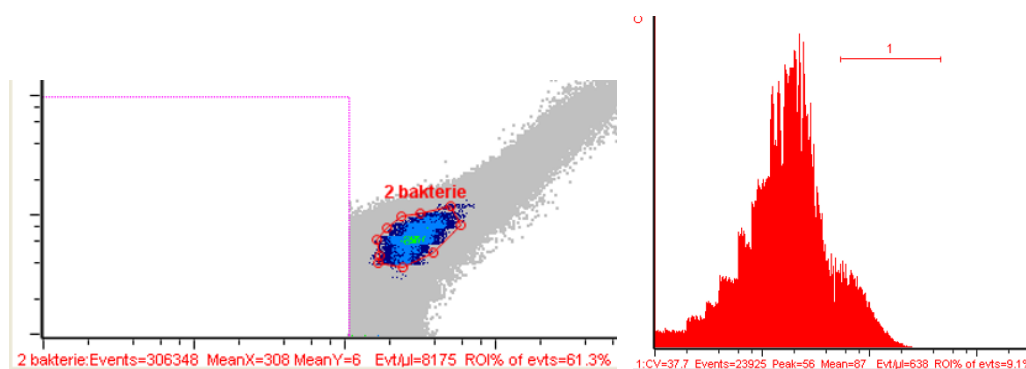 2 bakterie
2 bakterie:Events=306348 MeanX=308 MeanY=6 Evt/µl=8175 ROI% of evts=61.3%
1
1:CV=37.7 Events=23925 Peak=56 Mean=87 Evt/µl=638 ROI% of evts=9.1%